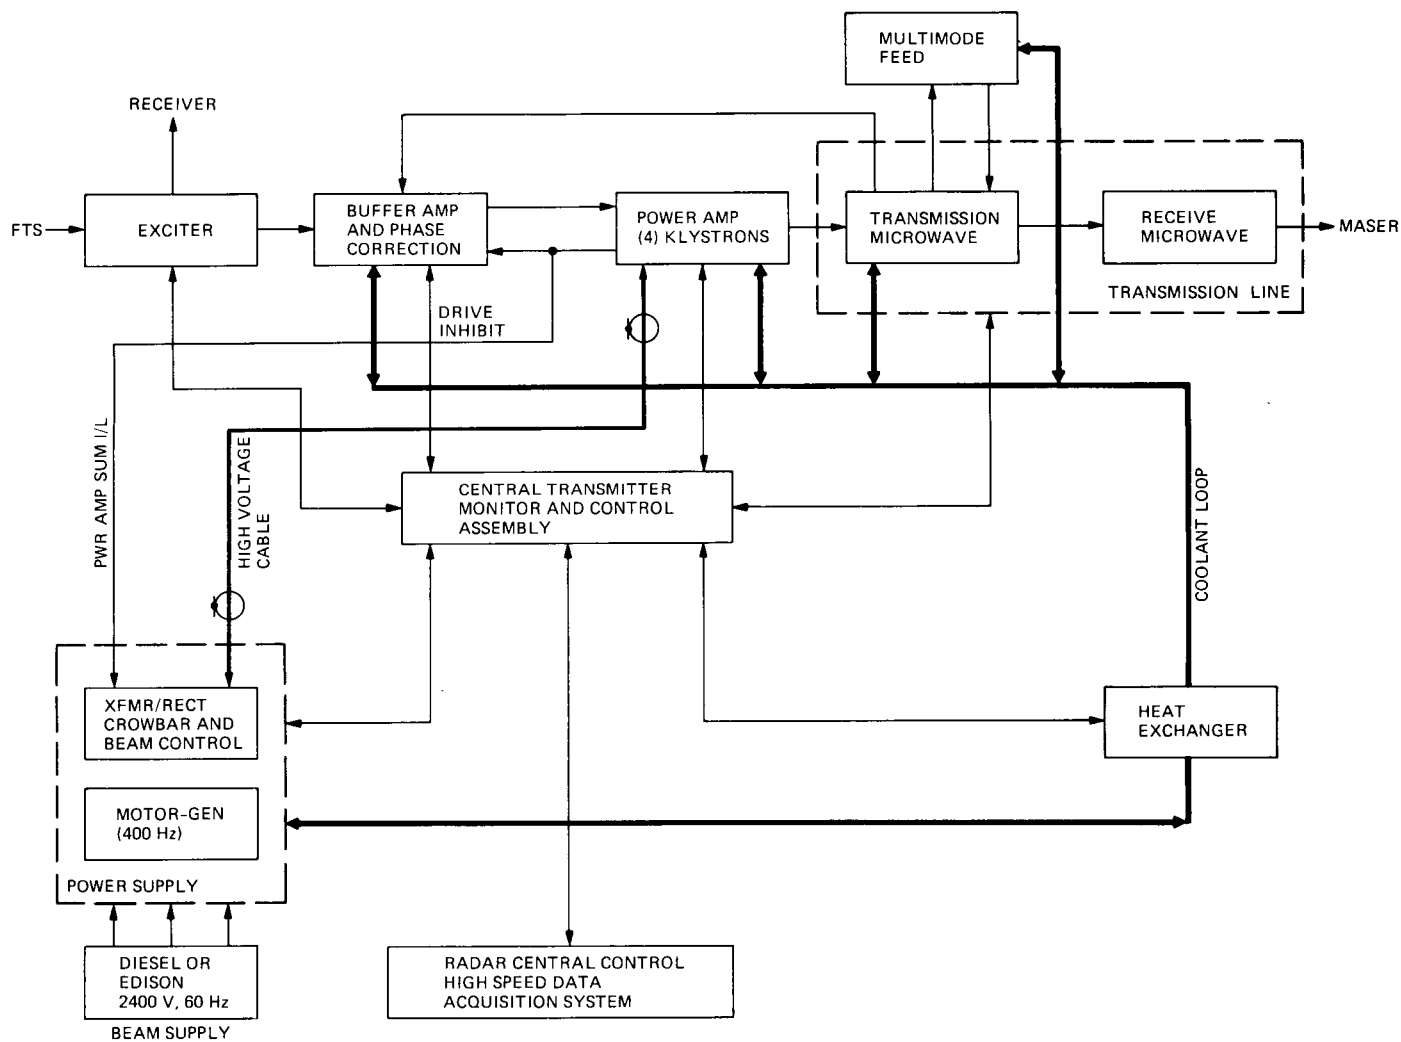 MULTIMODE
FEED
RECEIVER
FTS
EXCITER
BUFFER AMP
AND PHASE
CORRECTION
POWER AMP
(4) KLYSTRONS
TRANSMISSION
MICROWAVE
RECEIVE
MICROWAVE
MASER
TRANSMISSION LINE
DRIVE
INHIBIT
PWR AMP SUM I/L
HIGH VOLTAGE
CABLE
CENTRAL TRANSMITTER
MONITOR AND CONTROL
ASSEMBLY
COOLANT LOOP
XFMR/RECT
CROWBAR AND
BEAM CONTROL
HEAT
EXCHANGER
MOTOR-GEN
(400 Hz)
POWER SUPPLY
DIESEL OR
EDISON
2400 V, 60 Hz
BEAM SUPPLY
RADAR CENTRAL CONTROL
HIGH SPEED DATA
ACQUISITION SYSTEM